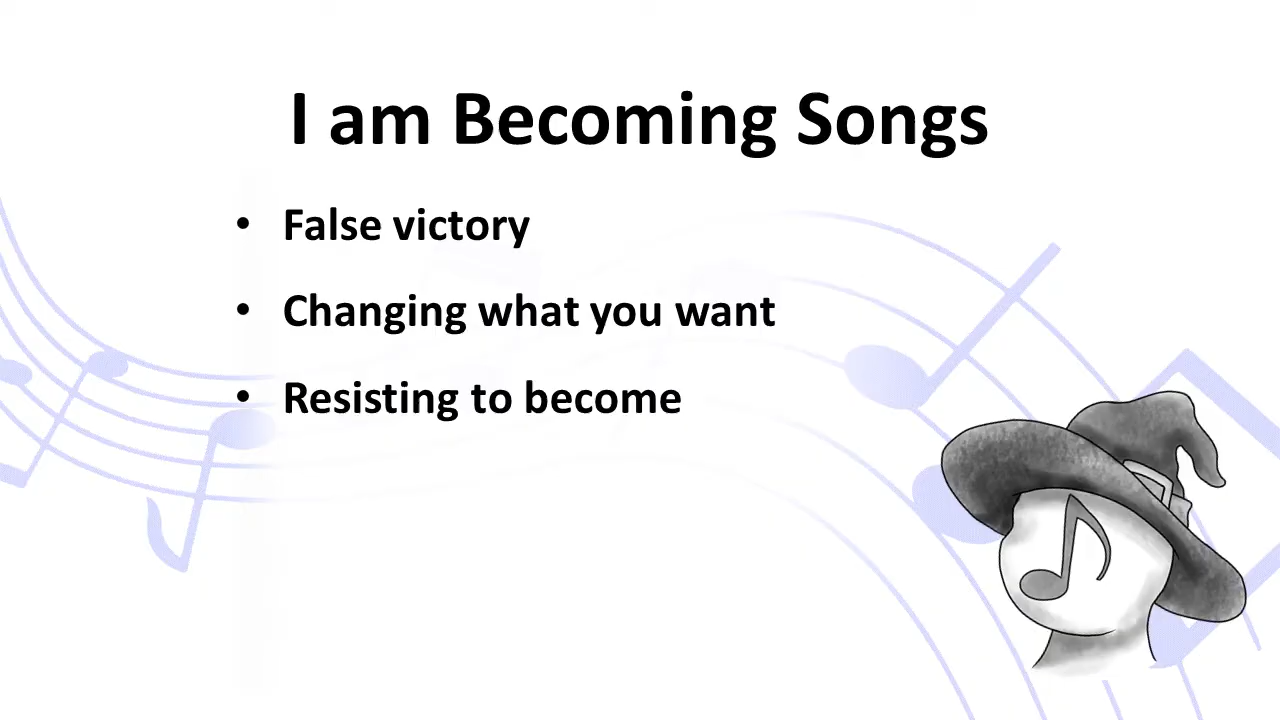 I am Becoming Songs
• False victory
• Changing what you want
• Resisting to become